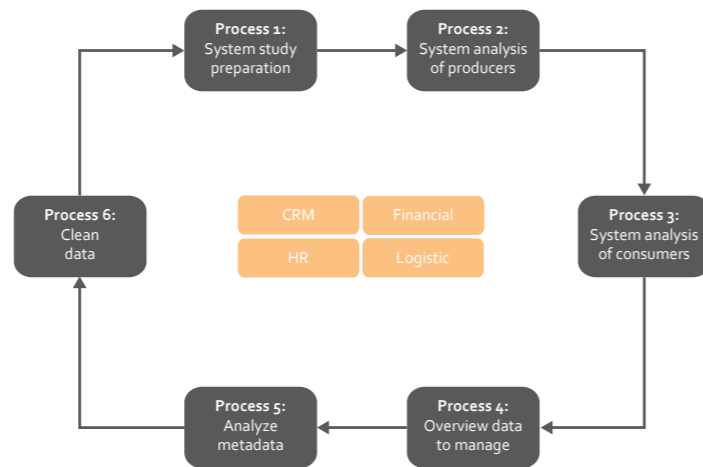 Process 1:
System study
preparation
Process 2:
System analysis
of producers
Process 6:
Clean
data
CRM
Financial
HR
Logistic
Process 3:
System analysis
of consumers
Process 5:
Analyze
metadata
Process 4:
Overview data
to manage